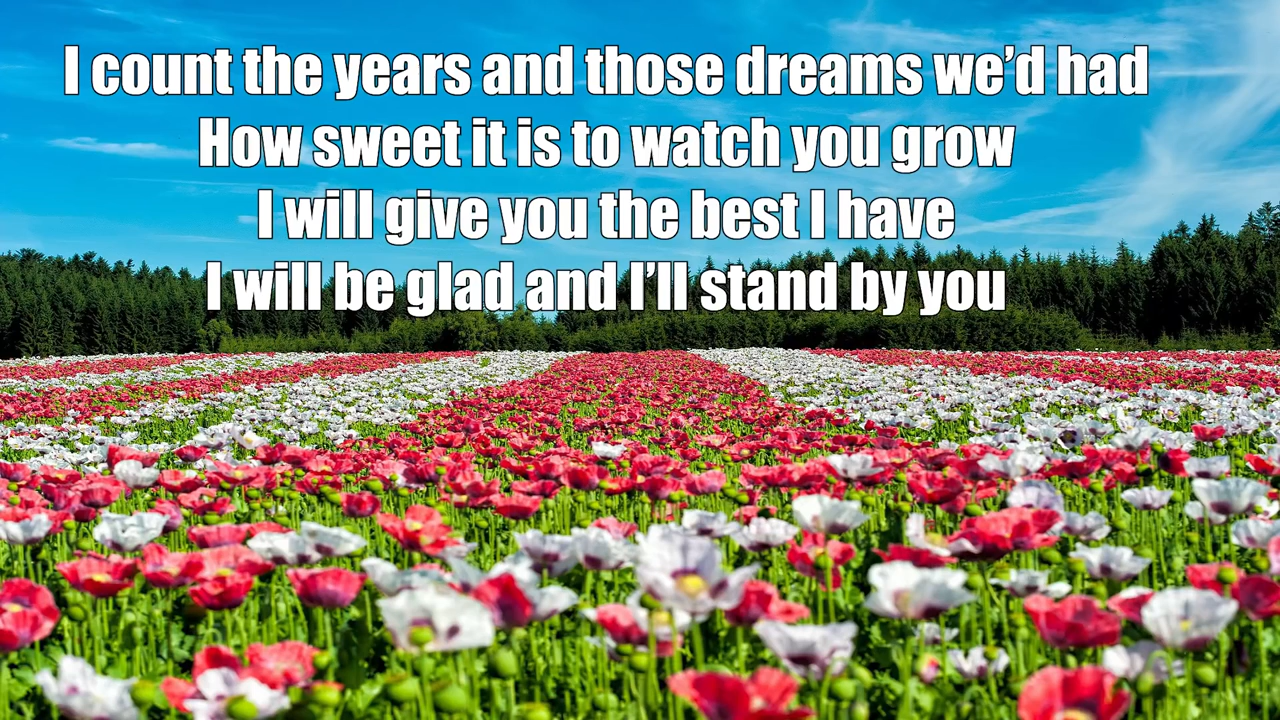 I count the years and those dreams we’d had
How sweet it is to watch you grow
I will give you the best I have
I will be glad and I’ll stand by you